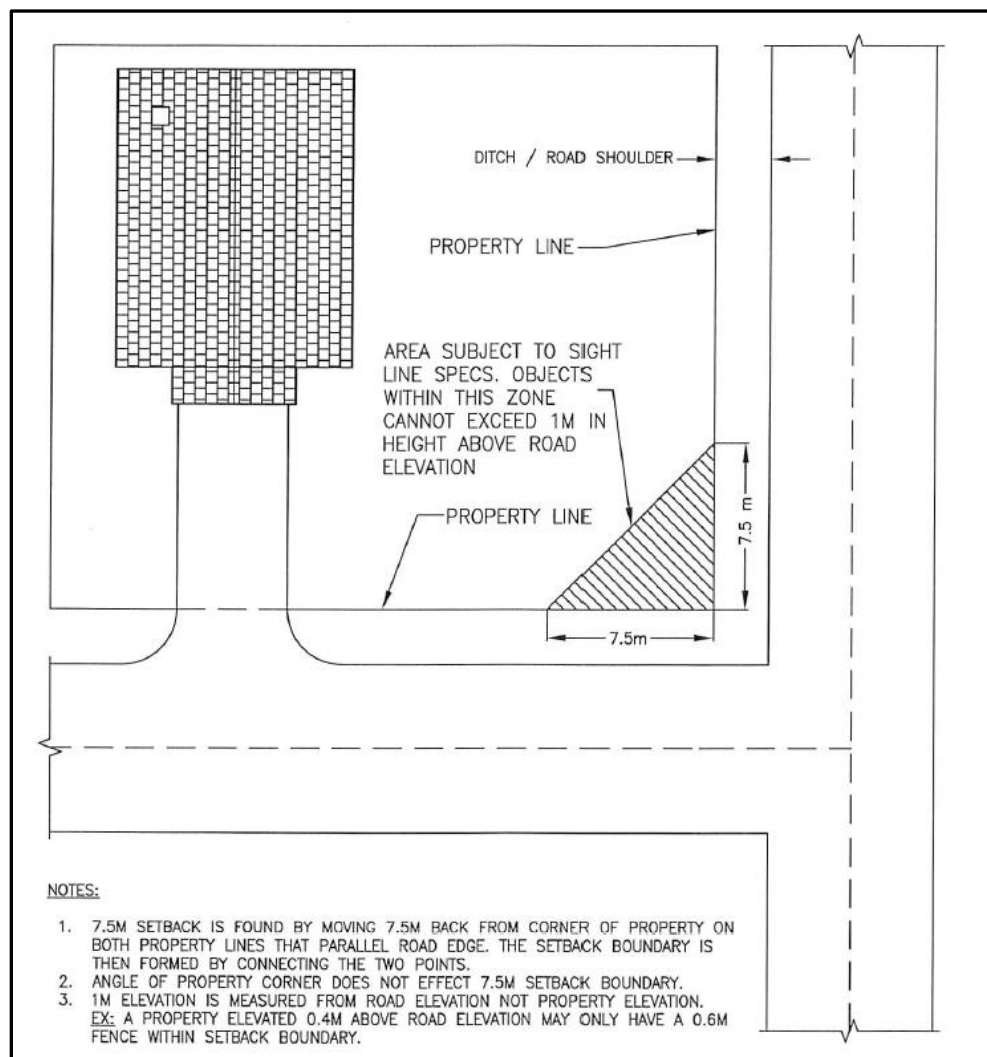 DITCH / ROAD SHOULDER
PROPERTY LINE
AREA SUBJECT TO SIGHT
LINE SPECS. OBJECTS
WITHIN THIS ZONE
CANNOT EXCEED 1M IN
HEIGHT ABOVE ROAD
ELEVATION
PROPERTY LINE
7.5 m
7.5m
NOTES:
1. 7.5M SETBACK IS FOUND BY MOVING 7.5M BACK FROM CORNER OF PROPERTY ON
BOTH PROPERTY LINES THAT PARALLEL ROAD EDGE. THE SETBACK BOUNDARY IS
THEN FORMED BY CONNECTING THE TWO POINTS.
2. ANGLE OF PROPERTY CORNER DOES NOT EFFECT 7.5M SETBACK BOUNDARY.
3. 1M ELEVATION IS MEASURED FROM ROAD ELEVATION NOT PROPERTY ELEVATION.
EX: A PROPERTY ELEVATED 0.4M ABOVE ROAD ELEVATION MAY ONLY HAVE A 0.6M
FENCE WITHIN SETBACK BOUNDARY.